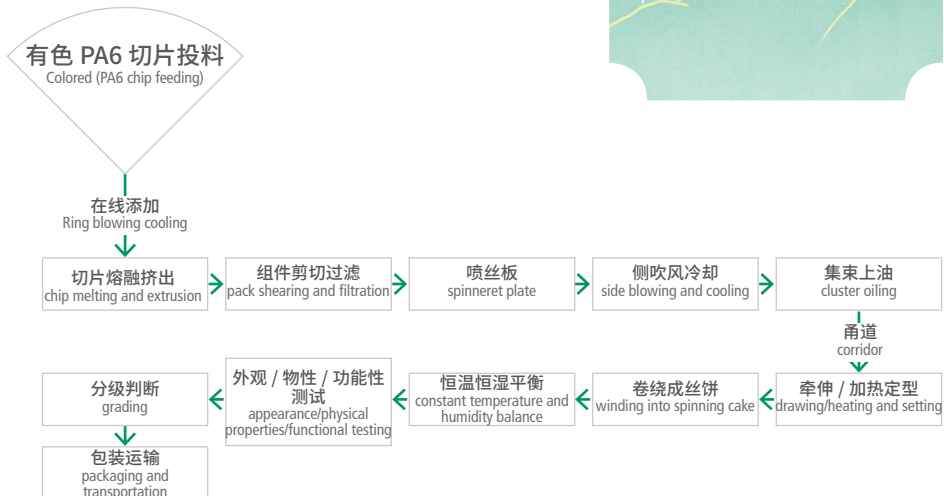 有色 PA6 切片投料
Colored (PA6 chip feeding)
在线添加
Ring blowing cooling
切片熔融挤出
chip melting and extrusion
组件剪切过滤
pack shearing and filtration
喷丝板
spinneret plate
侧吹风冷却
side blowing and cooling
集束上油
cluster oiling
甬道
corridor
牵伸 / 加热定型
drawing/heating and setting
卷绕成丝饼
winding into spinning cake
恒温恒湿平衡
constant temperature and
humidity balance
外观 / 物性 / 功能性
测试
appearance/physical
properties/functional testing
分级判断
grading
包装运输
packaging and
transportation